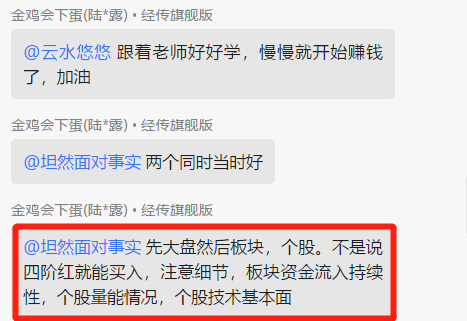 金鸡会下蛋(陆*露)·经传旗舰版
@云水悠悠 跟着老师好好学，慢慢就开始赚钱
了，加油
金鸡会下蛋(陆*露)·经传旗舰版
@坦然面对事实 两个同时当时好
金鸡会下蛋(陆*露)·经传旗舰版
@坦然面对事实 先大盘然后板块，个股。不是说
四阶红就能买入，注意细节，板块资金流入持续
性，个股量能情况，个股技术基本面